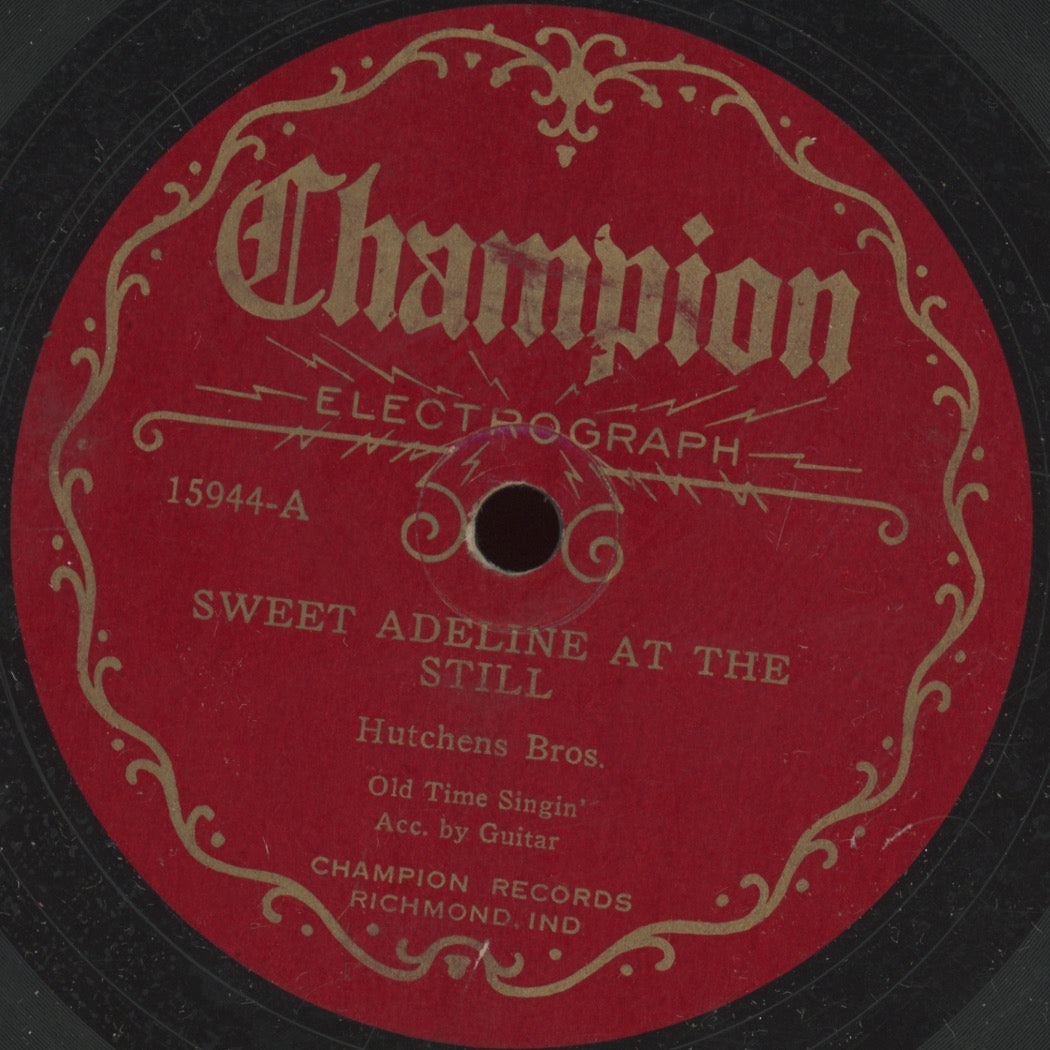 Champion
ELECTROGRAPH
15944-A
SWEET ADELINE AT THE
STILL
Hutchens Bros.
Old Time Singin'
Acc. by Guitar
CHAMPION RECORDS
RICHMOND, IND